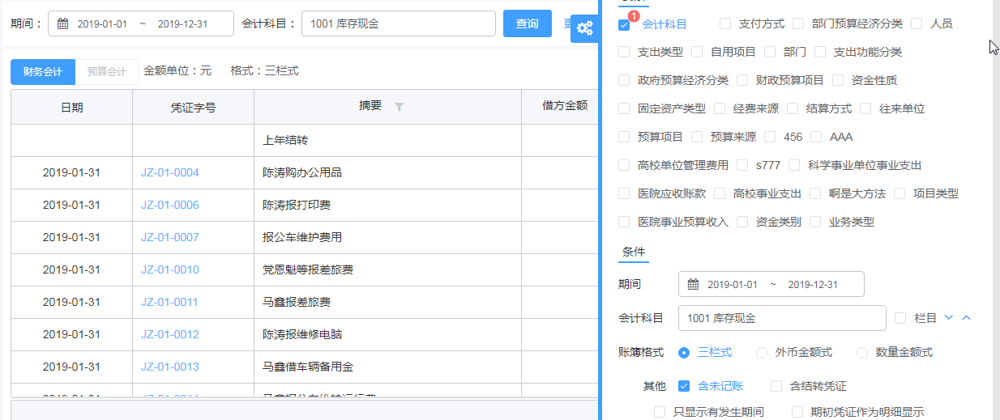 期间： 2019-01-01 ~ 2019-12-31 会计科目： 1001 库存现金 查询
财务会计 预算会计 金额单位：元 格式：三栏式
日期 凭证字号 摘要 借方金额
上年结转
2019-01-31 JZ-01-0004 陈涛购办公用品
2019-01-31 JZ-01-0006 陈涛报打印费
2019-01-31 JZ-01-0007 报公车维护费用
2019-01-31 JZ-01-0010 党恩魁等报差旅费
2019-01-31 JZ-01-0011 马鑫报差旅费
2019-01-31 JZ-01-0012 陈涛报维修电脑
2019-01-31 JZ-01-0013 马鑫借车辆备用金
1
会计科目 支付方式 部门预算经济分类 人员
支出类型 自用项目 部门 支出功能分类
政府预算经济分类 财政预算项目 资金性质
固定资产类型 经费来源 结算方式 往来单位
预算项目 预算来源 456 AAA
高校单位管理费用 s777 科学事业单位事业支出
医院应收账款 高校事业支出 啊是大方法 项目类型
医院事业预算收入 资金类别 业务类型
条件
期间 2019-01-01 ~ 2019-12-31
会计科目 1001 库存现金 栏目
账簿格式 三栏式 外币金额式 数量金额式
其他 含未记账 含结转凭证
只显示有发生期间 期初凭证作为明细显示